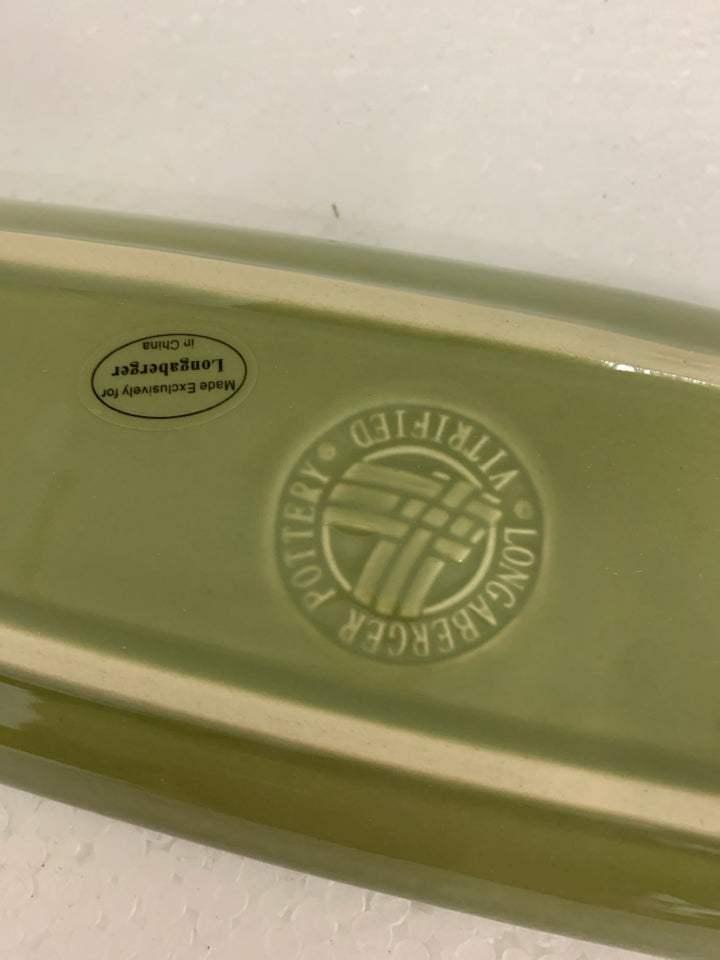 Made Exclusively for
Longaberger
in China
LONGABERGER POTTERY
VITRIFIED